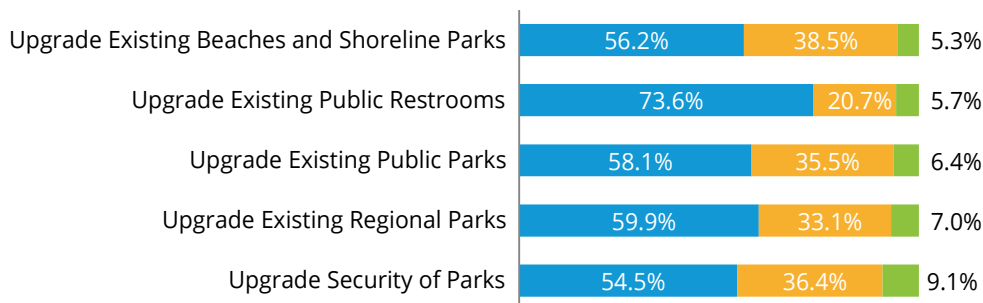 Upgrade Existing Beaches and Shoreline Parks 56.2% 38.5% 5.3%
Upgrade Existing Public Restrooms 73.6% 20.7% 5.7%
Upgrade Existing Public Parks 58.1% 35.5% 6.4%
Upgrade Existing Regional Parks 59.9% 33.1% 7.0%
Upgrade Security of Parks 54.5% 36.4% 9.1%